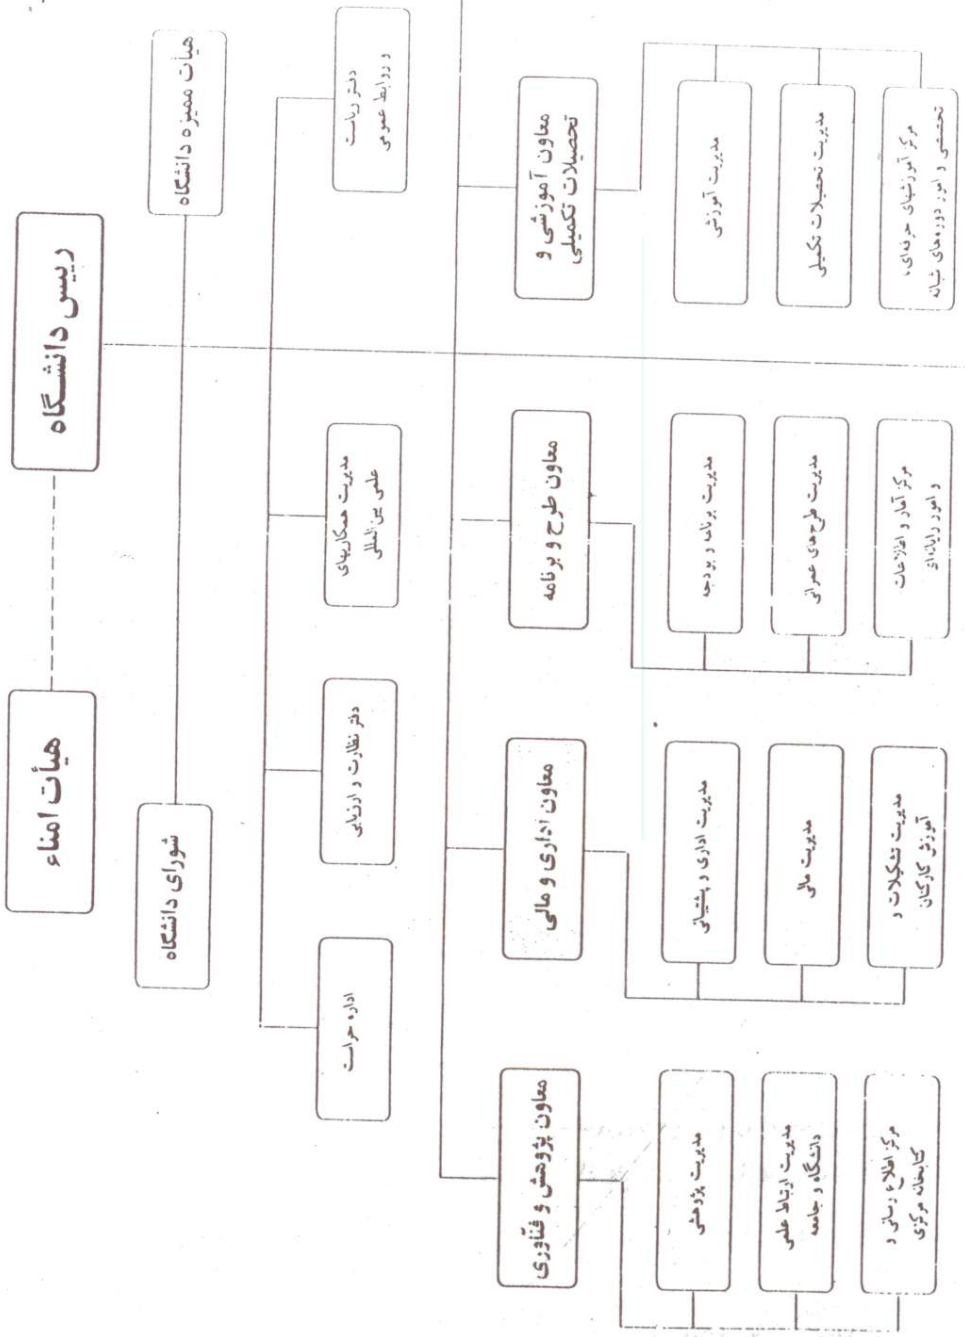 هیأت امناء
رییس دانشگاه
شورای دانشگاه
هیأت ممیزه دانشگاه
دفتر ریاست
و روابط عمومی
مدیریت همکاریهای
علمی بین‌المللی
دفتر نظارت و ارزیابی
اداره حراست
معاون آموزشی و
تحصیلات تکمیلی
مدیریت آموزشی
مدیریت تحصیلات تکمیلی
مرکز آموزشهای حرفه‌ای،
تخصصی و امور دوره‌های شبانه
معاون طرح و برنامه
مدیریت برنامه و بودجه
مدیریت طرح‌های عمرانی
مرکز آمار و اطلاعات
و امور رایانه‌ای
معاون اداری و مالی
مدیریت اداری و پشتیبانی
مدیریت مالی
مدیریت تشکیلات و
آموزش کارکنان
معاون پژوهش و فنآوری
مدیریت پژوهشی
مدیریت ارتباط علمی
دانشگاه و جامعه
مرکز اطلاع رسانی و
کتابخانه مرکزی